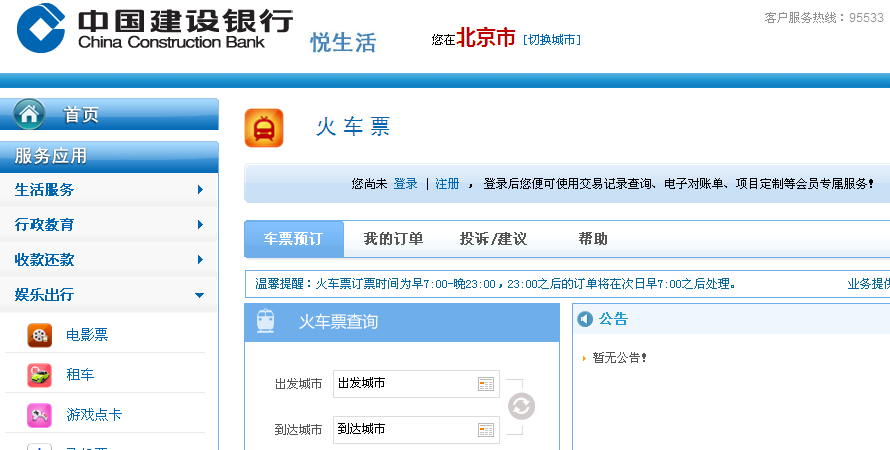 中国建设银行
China Construction Bank
悦生活
您在北京市 [切换城市]
客户服务热线：95533
首页
服务应用
生活服务
行政教育
收款还款
娱乐出行
电影票
租车
游戏点卡
火车票
您尚未 登录 | 注册 ，登录后您便可使用交易记录查询、电子对账单、项目定制等会员专属服务！
车票预订 我的订单 投诉/建议 帮助
温馨提醒：火车票订票时间为早7:00-晚23:00，23:00之后的订单将在次日早7:00之后处理。 业务提供
火车票查询
出发城市 出发城市
到达城市 到达城市
公告
暂无公告！